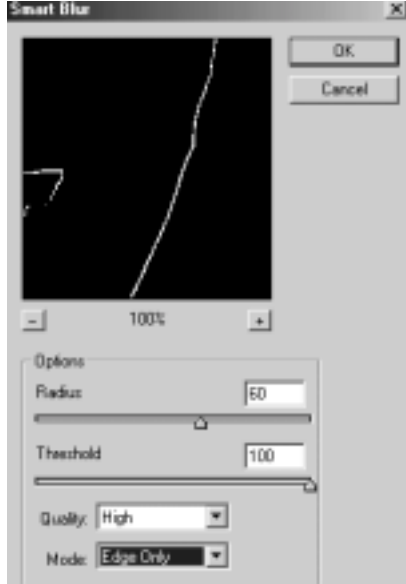 Smart Blur
OK
Cancel
- 100% +
Options
Radius 60
Threshold 100
Quality: High
Mode: Edge Only